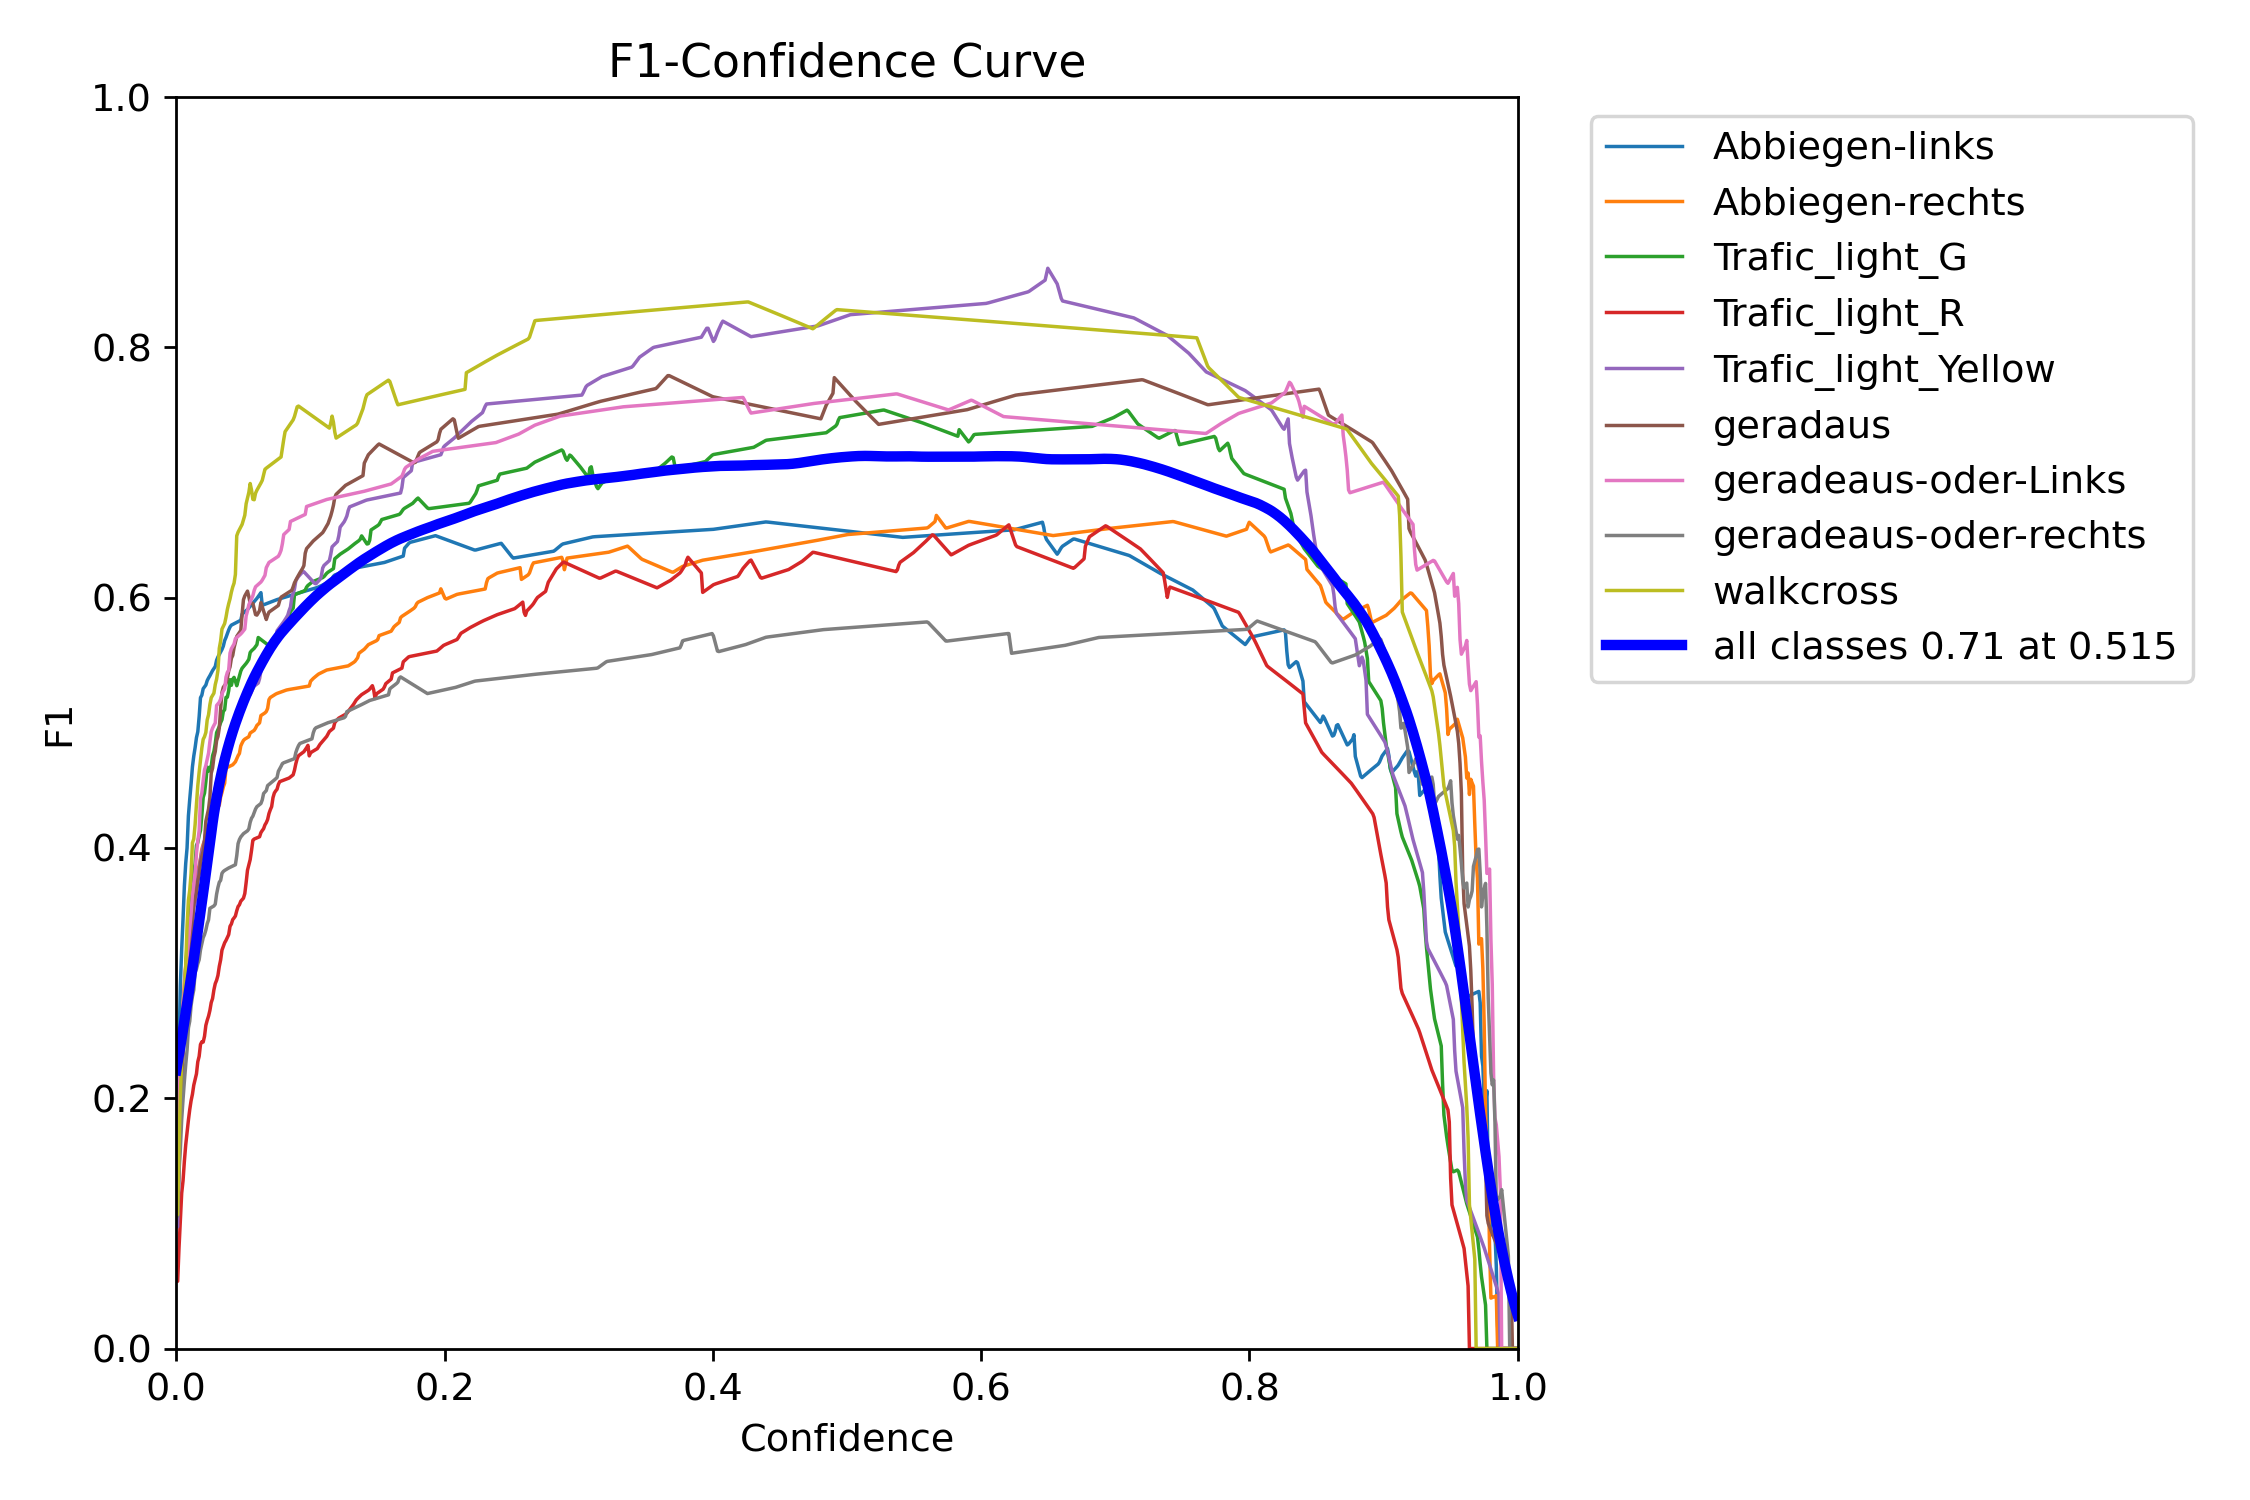 F1-Confidence Curve
1.0
0.8
0.6
0.4
0.2
0.0
F1
0.0 0.2 0.4 0.6 0.8 1.0
Confidence
Abbiegen-links
Abbiegen-rechts
Trafic_light_G
Trafic_light_R
Trafic_light_Yellow
geradaus
geradeaus-oder-Links
geradeaus-oder-rechts
walkcross
all classes 0.71 at 0.515